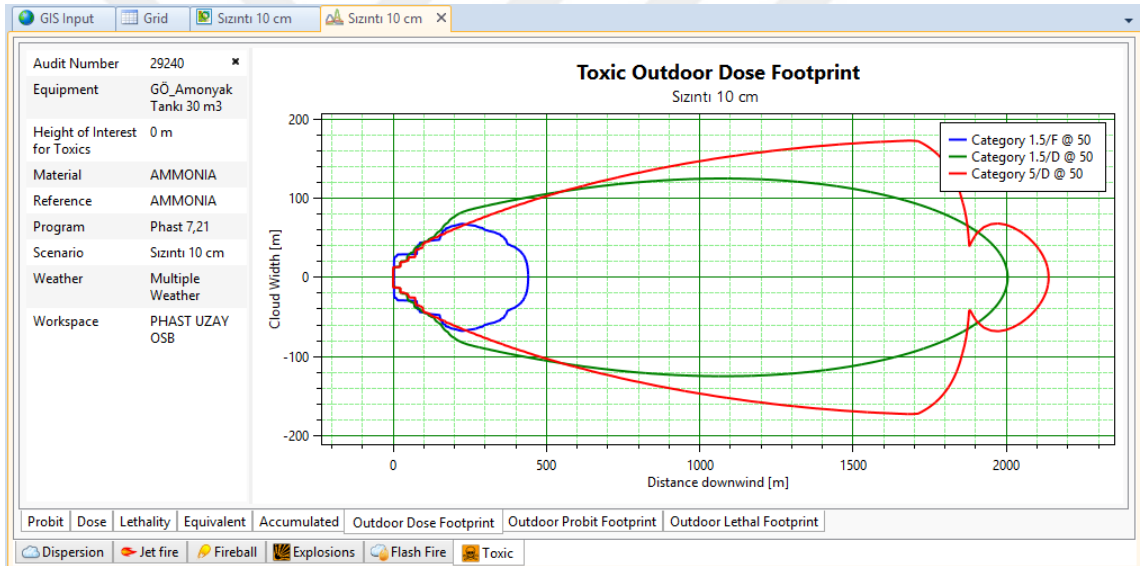 GIS Input
Grid
Sızıntı 10 cm
Sızıntı 10 cm
Audit Number 29240
Equipment GÖ_Amonyak
Tankı 30 m3
Height of Interest 0 m
for Toxics
Material AMMONIA
Reference AMMONIA
Program Phast 7,21
Scenario Sızıntı 10 cm
Weather Multiple
Weather
Workspace PHAST UZAY
OSB
Toxic Outdoor Dose Footprint
Sızıntı 10 cm
Category 1.5/F @ 50
Category 1.5/D @ 50
Category 5/D @ 50
Cloud Width [m]
200
100
0
-100
-200
0 500 1000 1500 2000
Distance downwind [m]
Probit Dose Lethality Equivalent Accumulated Outdoor Dose Footprint Outdoor Probit Footprint Outdoor Lethal Footprint
Dispersion Jet fire Fireball Explosions Flash Fire Toxic